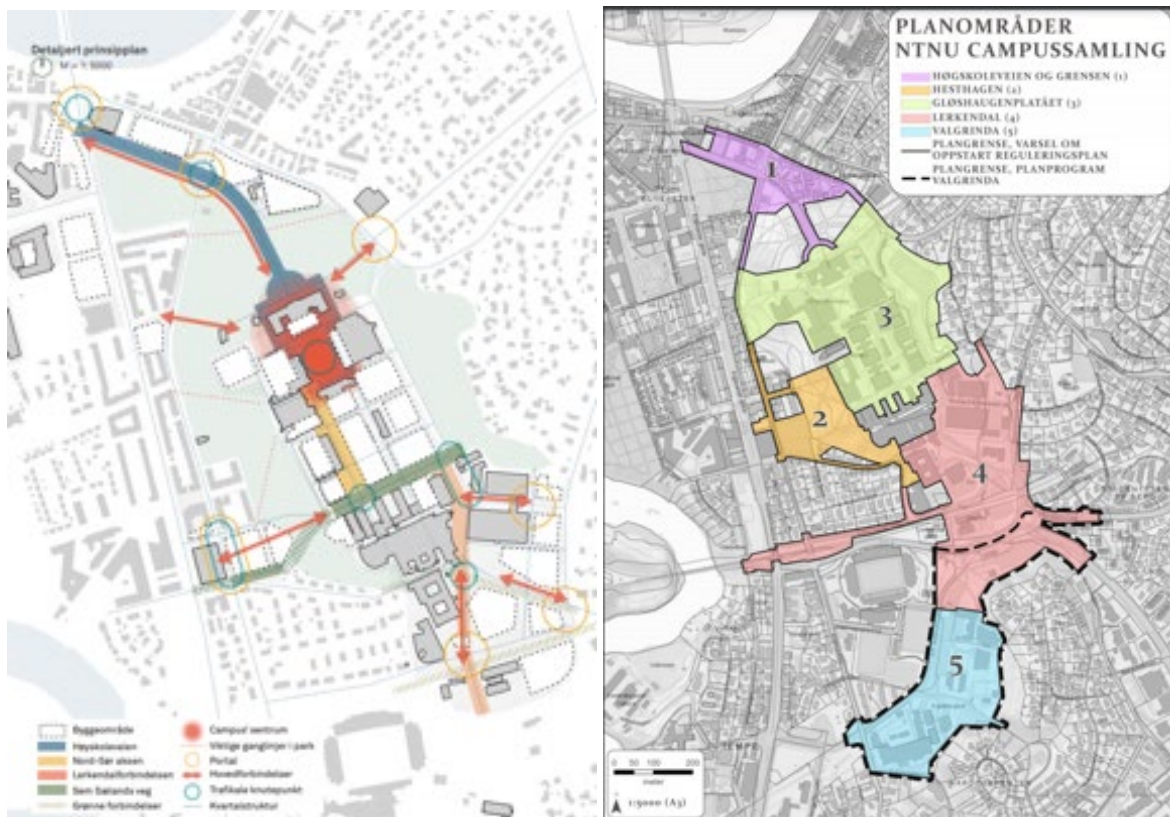 Detaljert prinsipplan
M = 1: 5000
Byggeområde
Høyskoleveien
Nord-Sør aksen
Lerkendalforbindelsen
Sem Sælands veg
Grønne forbindelser
Campus sentrum
Viktige ganglinjer i park
Portal
Hovedforbindelser
Trafikale knutepunkt
Kvartalstruktur
PLANOMRÅDER
NTNU CAMPUSSAMLING
HØGSKOLEVEIEN OG GRENSEN (1)
HESTHAGEN (2)
GLØSHAUGENPLATÅET (3)
LERKENDAL (4)
VALGRINDA (5)
PLANGRENSE, VARSEL OM
OPPSTART REGULERINGSPLAN
PLANGRENSE, PLANPROGRAM
VALGRINDA
1
3
2
4
5
TEMPE
0 50 100 200
meter
1:5000 (A3)